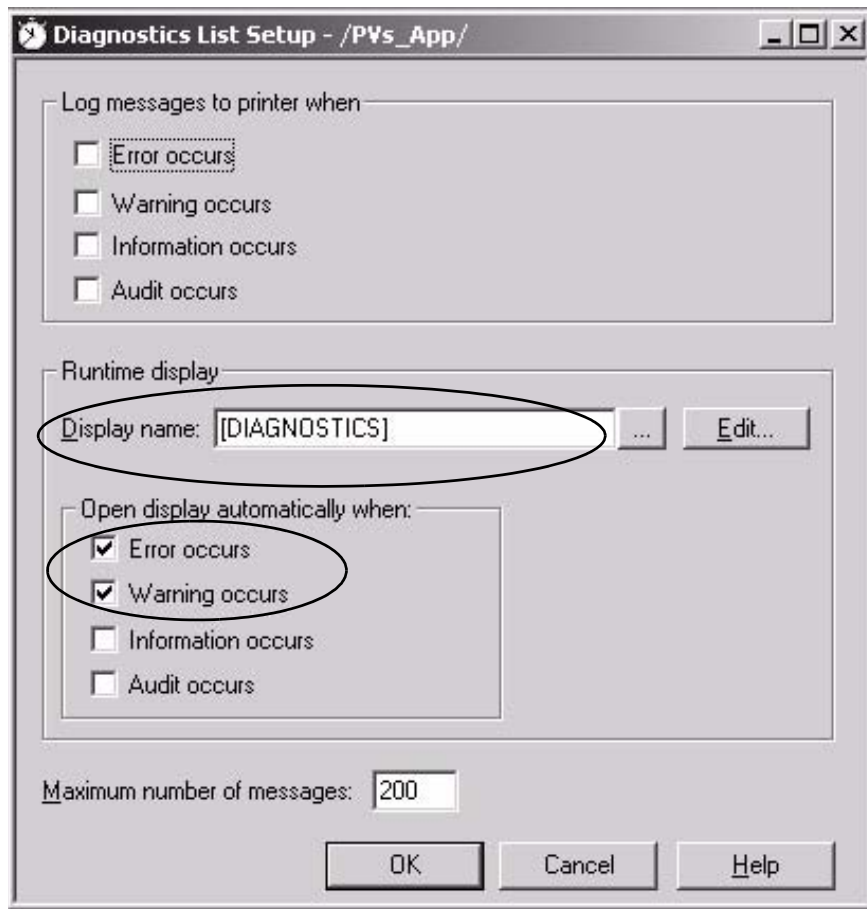 Diagnostics List Setup - /PVs_App/
Log messages to printer when
Error occurs
Warning occurs
Information occurs
Audit occurs
Runtime display
Display name: [DIAGNOSTICS] ... Edit...
Open display automatically when:
Error occurs
Warning occurs
Information occurs
Audit occurs
Maximum number of messages: 200
OK Cancel Help